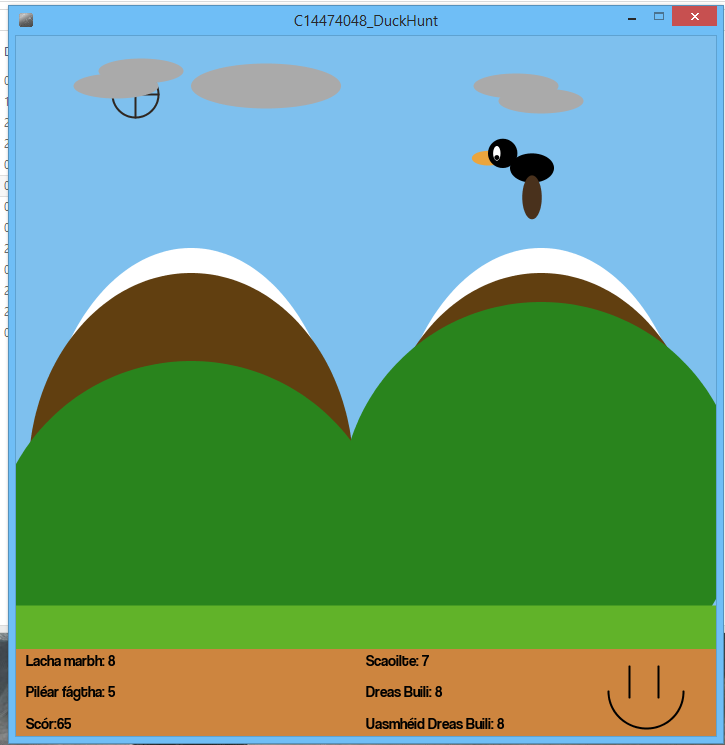 C14474048_DuckHunt
Lacha marbh: 8
Scaoilte: 7
Piléar fágtha: 5
Dreas Buili: 8
Scór:65
Uasmhéid Dreas Buili: 8